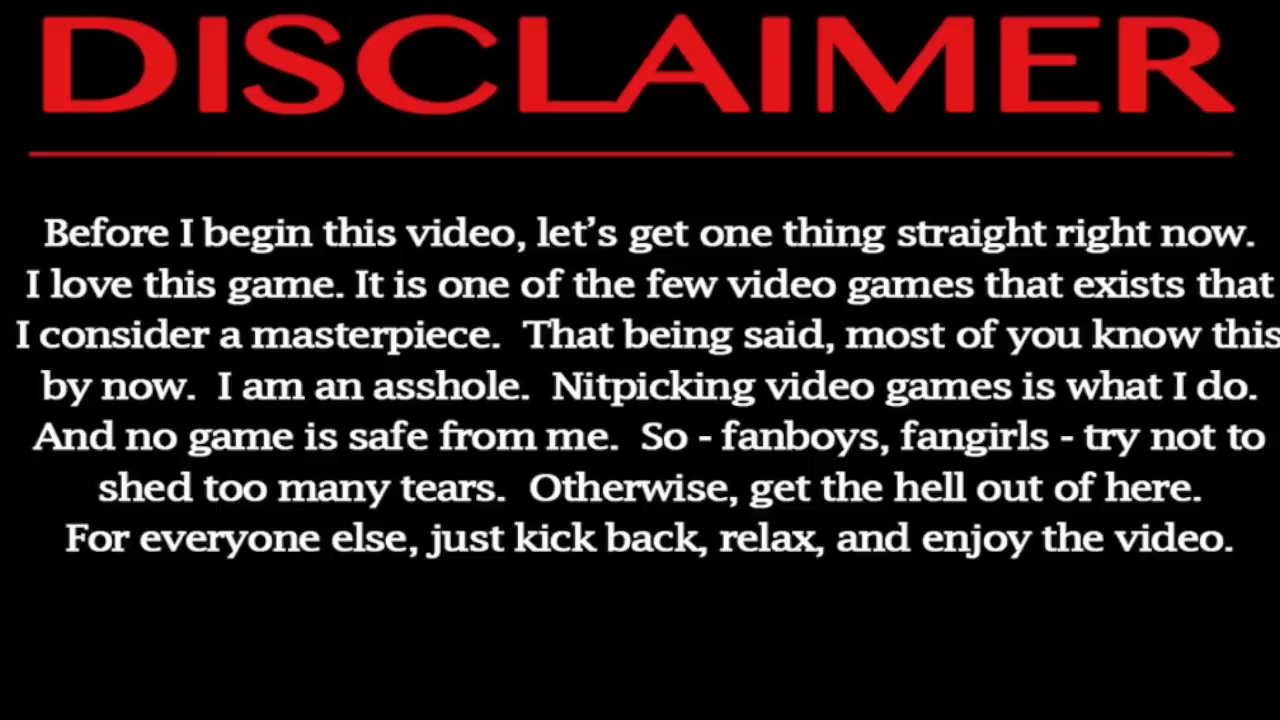 DISCLAIMER
Before I begin this video, let’s get one thing straight right now.
I love this game. It is one of the few video games that exists that
I consider a masterpiece.  That being said, most of you know this
by now.  I am an asshole.  Nitpicking video games is what I do.
And no game is safe from me.  So - fanboys, fangirls - try not to
shed too many tears.  Otherwise, get the hell out of here.
For everyone else, just kick back, relax, and enjoy the video.